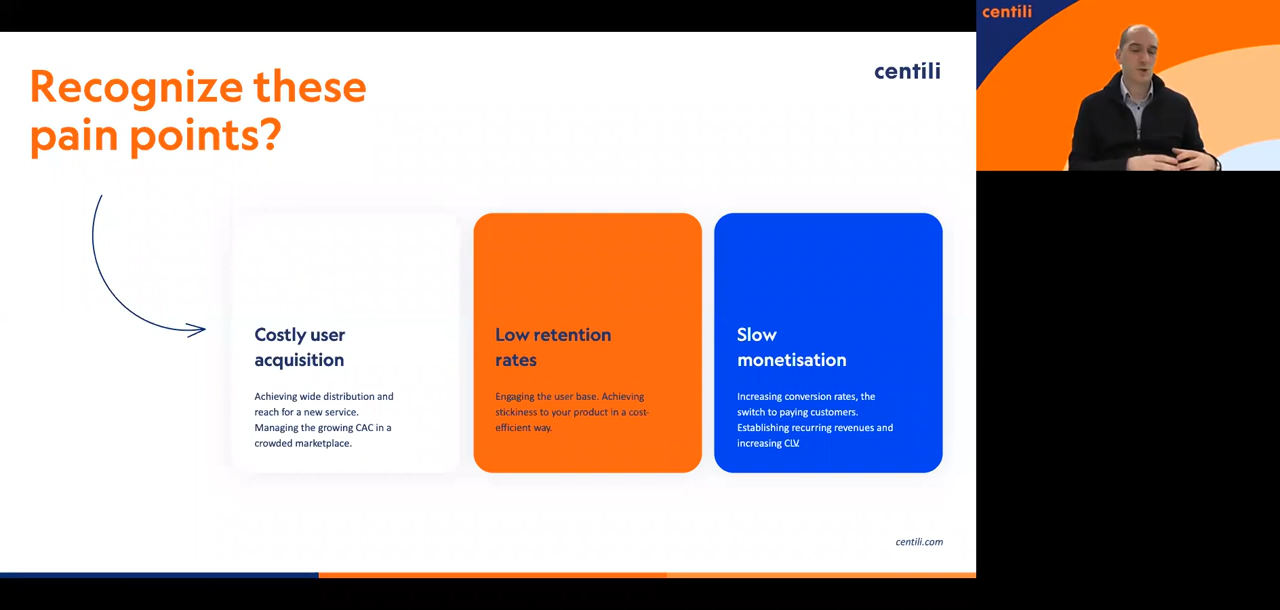 Recognize these
pain points?
centili
centili
Costly user
acquisition
Achieving wide distribution and
reach for a new service.
Managing the growing CAC in a
crowded marketplace.
Low retention
rates
Engaging the user base. Achieving
stickiness to your product in a cost-
efficient way.
Slow
monetisation
Increasing conversion rates, the
switch to paying customers.
Establishing recurring revenues and
increasing CLV.
centili.com